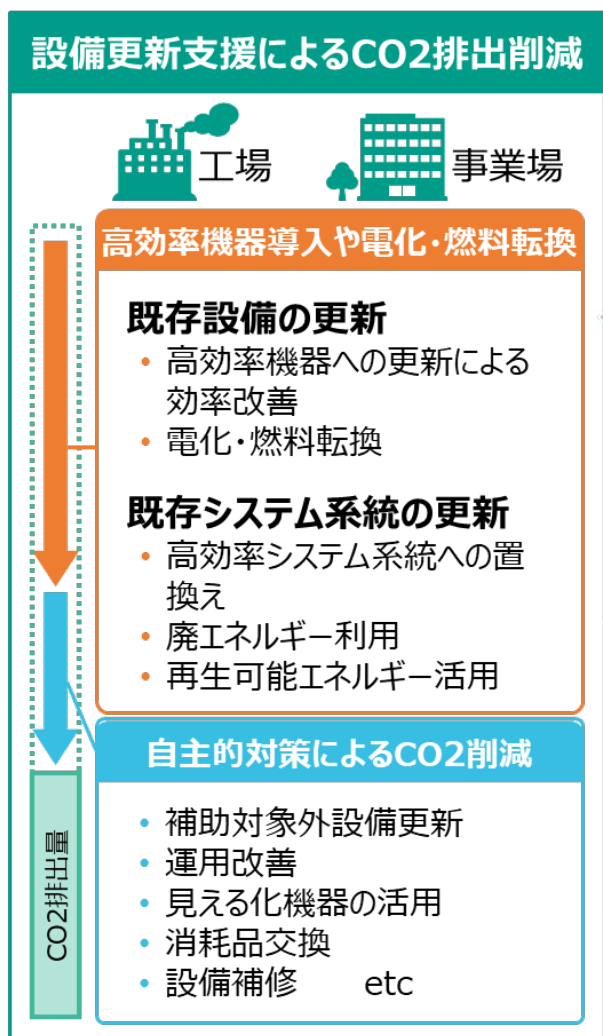 設備更新支援によるCO2排出削減
工場
事業場
高効率機器導入や電化・燃料転換
既存設備の更新
• 高効率機器への更新による
効率改善
• 電化・燃料転換
既存システム系統の更新
• 高効率システム系統への置
換え
• 廃エネルギー利用
• 再生可能エネルギー活用
自主的対策によるCO2削減
• 補助対象外設備更新
• 運用改善
• 見える化機器の活用
• 消耗品交換
• 設備補修 etc
CO2排出量